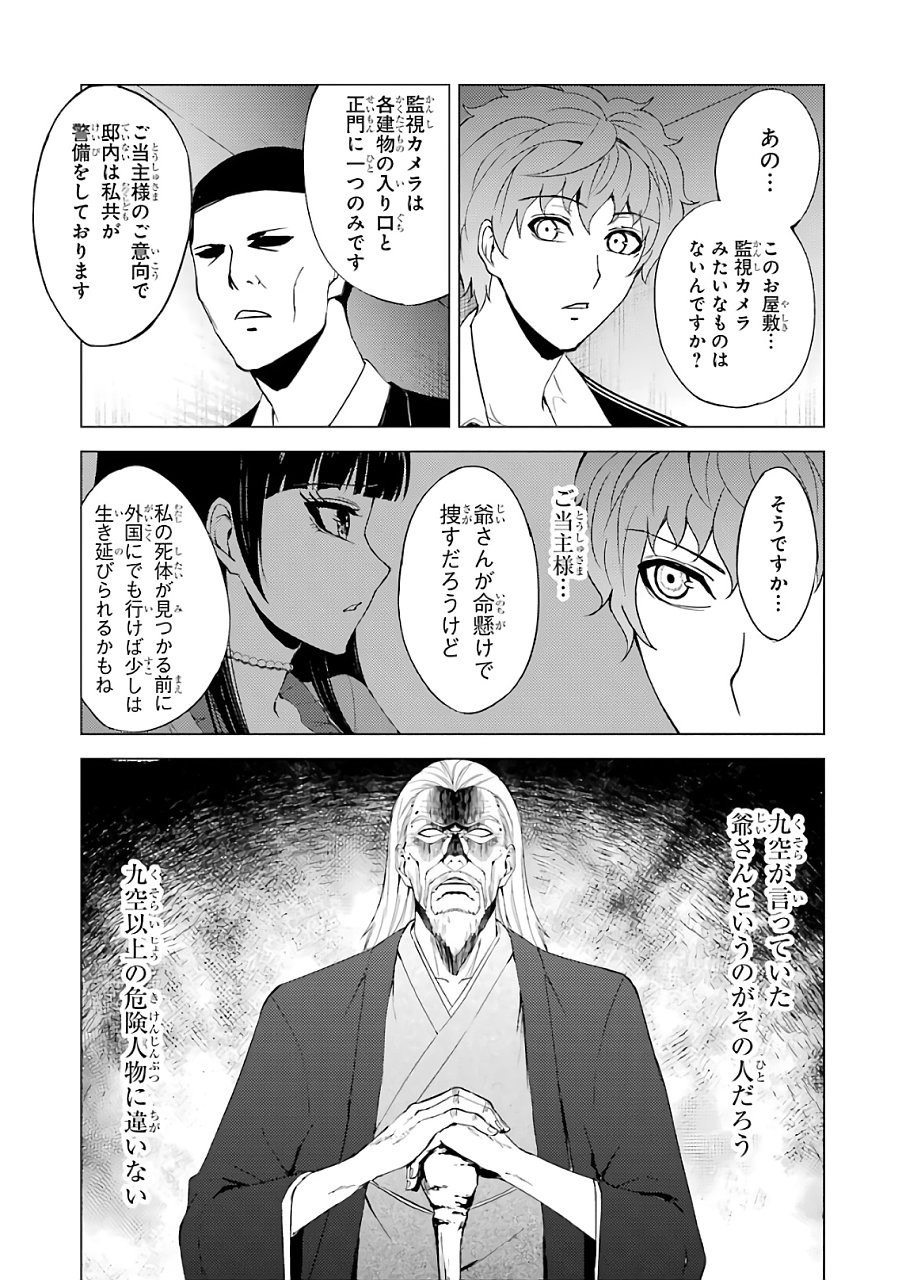 あの…
このお屋敷…
監視カメラ
みたいなものは
ないんですか?
監視カメラは
各建物の入り口と
正門に一つのみです
ご当主様のご意向で
邸内は私共が
警備をしております
そうですか…
ご当主様…
爺さんが命懸けで
捜すだろうけど
私の死体が見つかる前に
外国にでも行けば少しは
生き延びられるかもね
九空が言っていた
爺さんというのがその人だろう
九空以上の危険人物に違いない